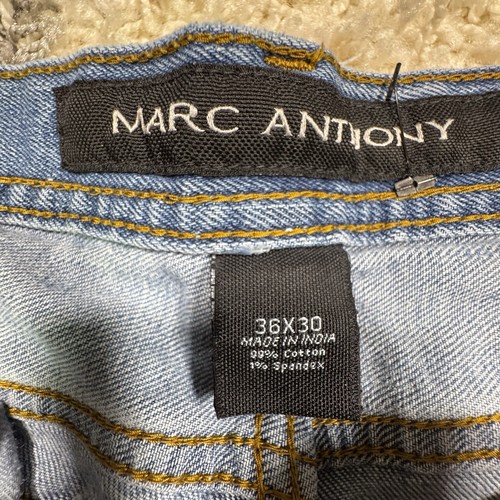 MARC ANTHONY
36X30
MADE IN INDIA
99% Cotton
1% Spandex